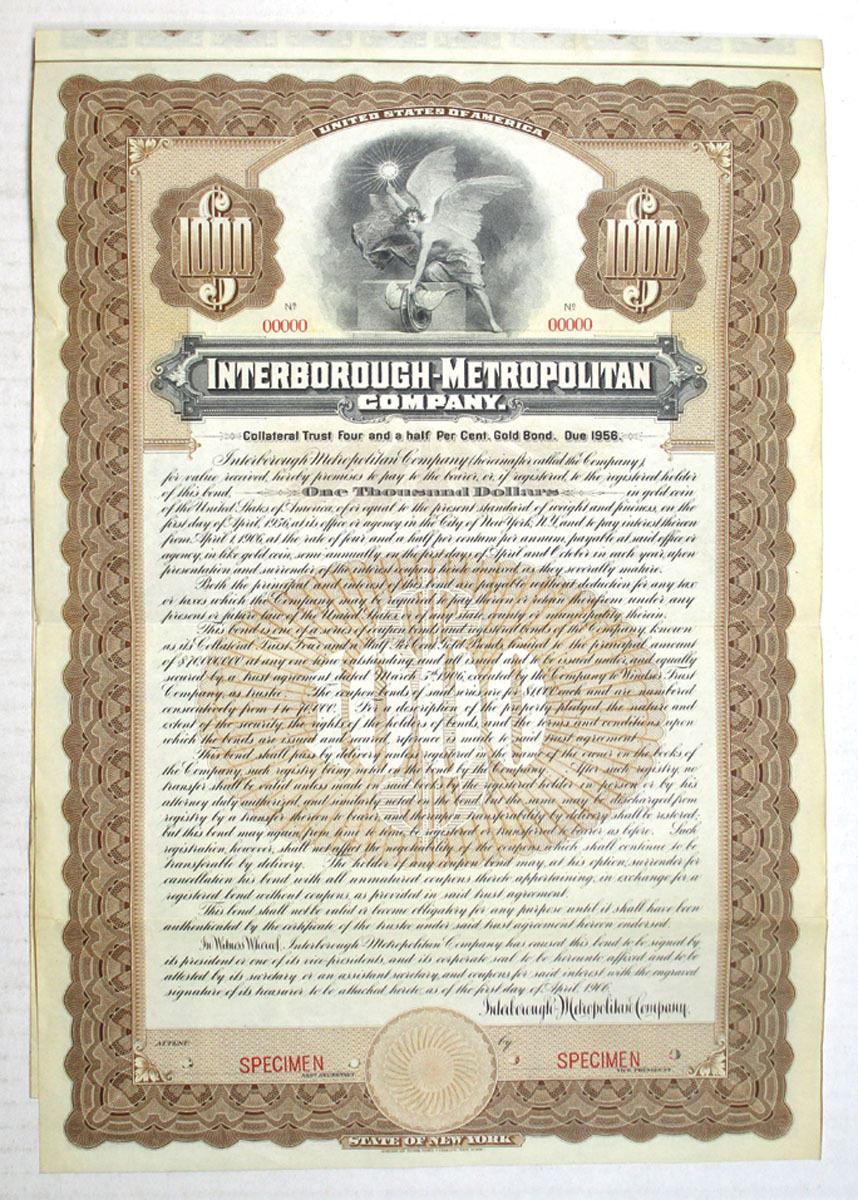 UNITED STATES OF AMERICA
$1000 $1000
Nº Nº
00000 00000
INTERBOROUGH-METROPOLITAN
COMPANY.
Collateral Trust Four and a half Per Cent. Gold Bond. Due 1956.
Interborough-Metropolitan Company (hereinafter called the Company),
for value received, hereby promises to pay to the bearer, or, if registered, to the registered holder
of this bond, One Thousand Dollars in gold coin
of the United States of America, of or equal to the present standard of weight and fineness, on the
first day of April, 1956, at its office or agency in the City of New York, N.Y., and to pay interest thereon
from April 1, 1906, at the rate of four and a half per centum per annum, payable at said office or
agency, in like gold coin, semi-annually, on the first days of April and October in each year, upon
presentation and surrender of the interest coupons hereto annexed, as they severally mature.
Both the principal and interest of this bond are payable without deduction for any tax
or taxes which the Company may be required to pay thereon or retain therefrom under any
present or future law of the United States, or of any state, county or municipality therein.
This bond is one of a series of coupon bonds and registered bonds of the Company, known
as its Collateral Trust Four and a Half Per Cent Gold Bonds, limited to the principal amount
of $70,000,000 at any one time outstanding, and all issued or to be issued under, and equally
secured by a trust agreement dated March 5th 1906, executed by the Company to Windsor Trust
Company, as trustee. The coupon bonds of said series are for $1,000 each and are numbered
consecutively from 1 to 70,000. For a description of the property pledged, the nature and
extent of the security, the rights of the holders of bonds, and the terms and conditions upon
which the bonds are issued and secured, reference is made to said trust agreement.
This bond shall pass by delivery unless registered in the name of the owner on the books of
the Company, such registry being noted on the bond by the Company. After such registry, no
transfer shall be valid unless made on said books by the registered holder in person or by his
attorney duly authorized, and similarly noted on the bond, but the same may be discharged from
registry by a transfer thereon to bearer, and thereupon transferability by delivery shall be restored;
but this bond may again, from time to time, be registered or transferred to bearer as before. Such
registration, however, shall not affect the negotiability of the coupons, which shall continue to be
transferable by delivery. The holder of any coupon bond may, at his option, surrender for
cancellation his bond with all unmatured coupons thereto appertaining, in exchange for a
registered bond without coupons, as provided in said trust agreement.
This bond shall not be valid or become obligatory for any purpose until it shall have been
authenticated by the certificate of the trustee under said trust agreement hereon endorsed.
In Witness Whereof, Interborough-Metropolitan Company has caused this bond to be signed by
its president or one of its vice-presidents, and its corporate seal to be hereunto affixed and to be
attested by its secretary or an assistant secretary, and coupons for said interest with the engraved
signature of its treasurer to be attached hereto, as of the first day of April, 1906.
Interborough-Metropolitan Company,
ATTEST: by
SPECIMEN SPECIMEN
ASST. SECRETARY. VICE PRESIDENT
STATE OF NEW YORK